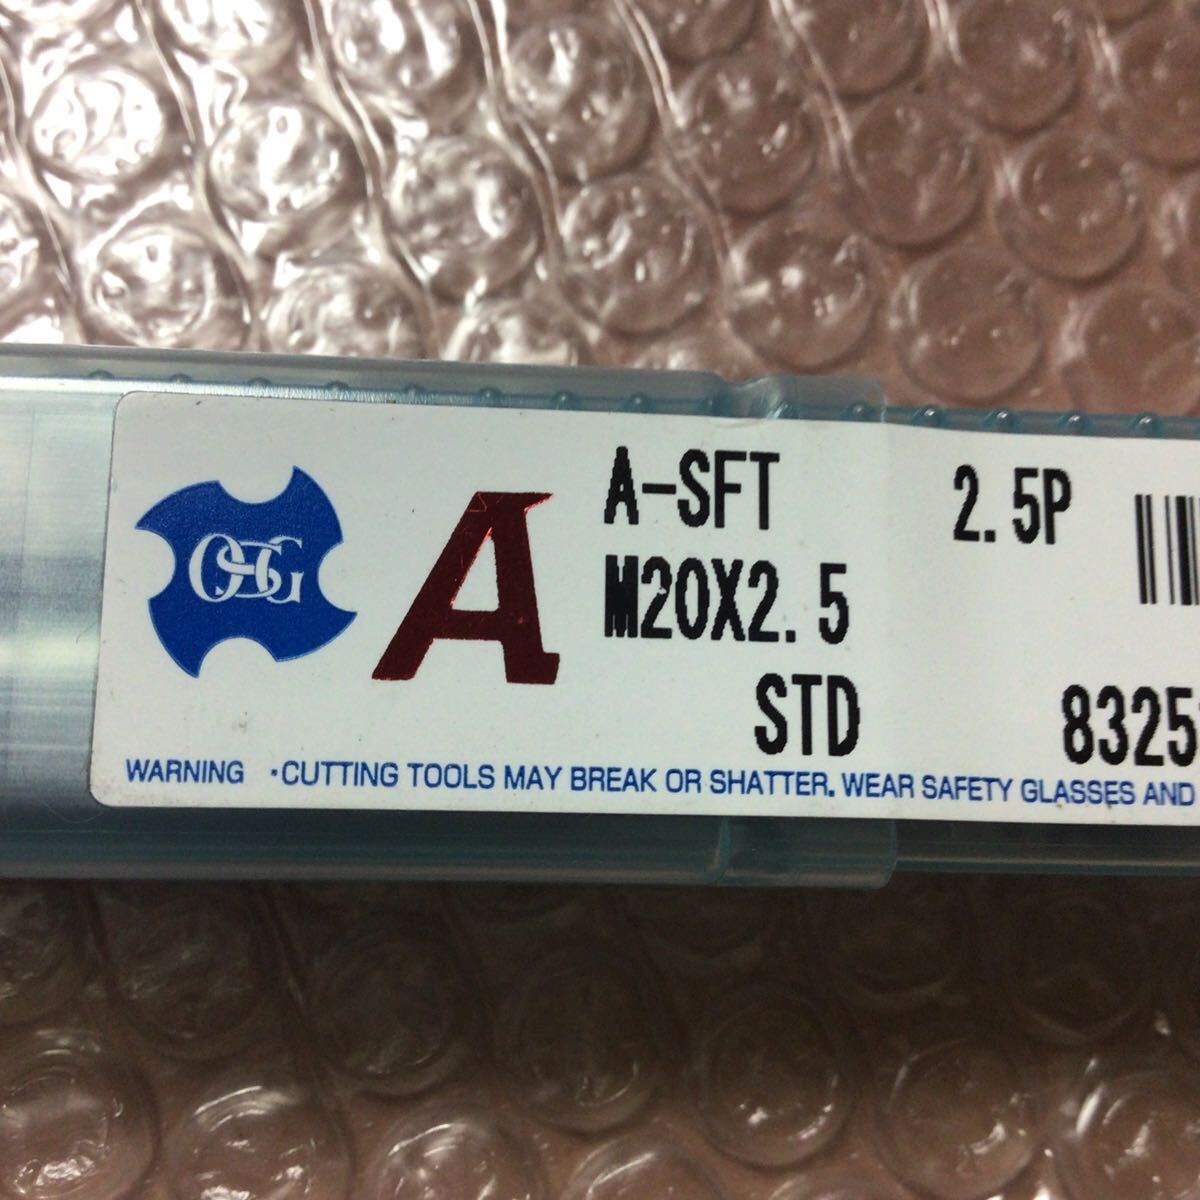 OSG
A
A-SFT 2.5P
M20X2.5
STD 8325
WARNING ・CUTTING TOOLS MAY BREAK OR SHATTER. WEAR SAFETY GLASSES AND